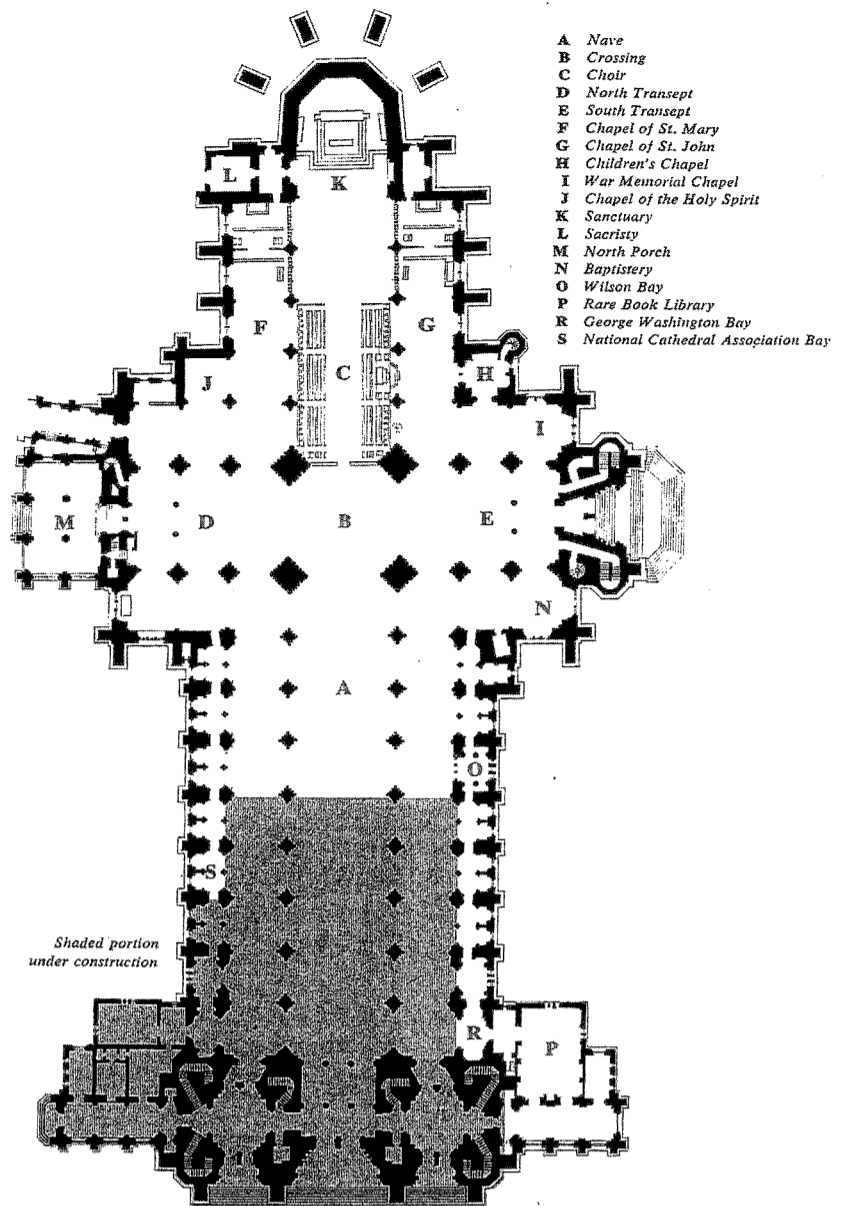 A Nave
B Crossing
C Choir
D North Transept
E South Transept
F Chapel of St. Mary
G Chapel of St. John
H Children's Chapel
I War Memorial Chapel
J Chapel of the Holy Spirit
K Sanctuary
L Sacristy
M North Porch
N Baptistery
O Wilson Bay
P Rare Book Library
R George Washington Bay
S National Cathedral Association Bay
L
K
F
G
J
C
H
I
M
D
B
E
N
A
O
S
Shaded portion
under construction
R
P